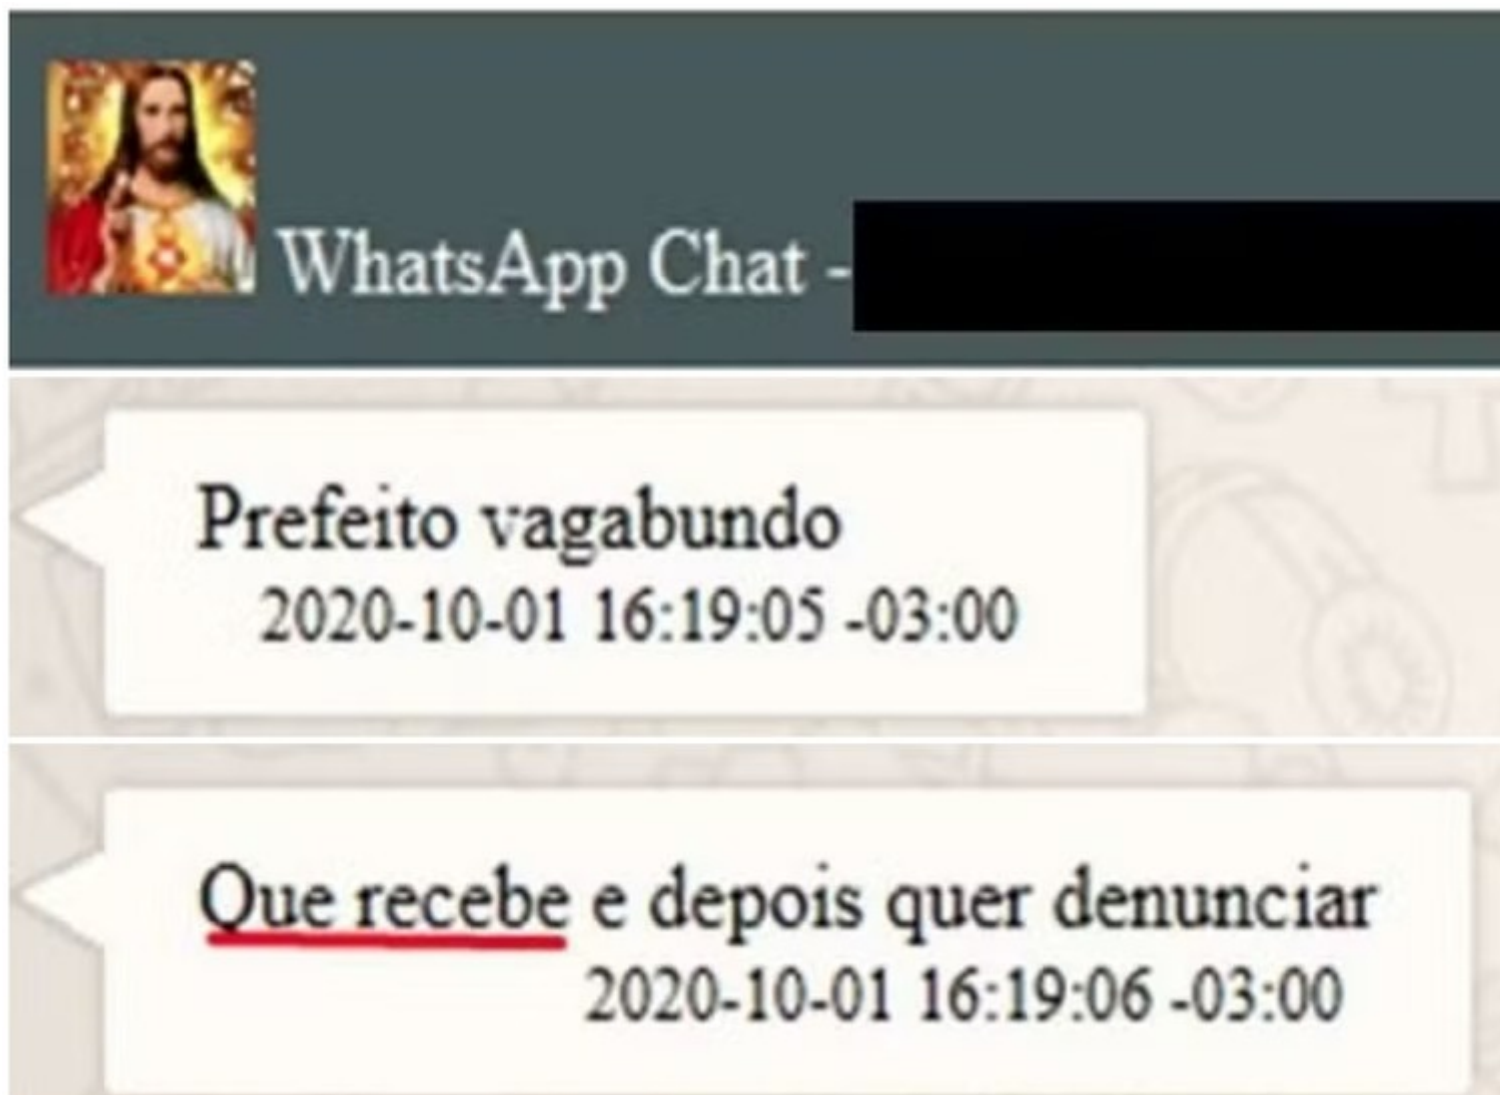 WhatsApp Chat -
Prefeito vagabundo
2020-10-01 16:19:05 -03:00
Que recebe e depois quer denunciar
2020-10-01 16:19:06 -03:00